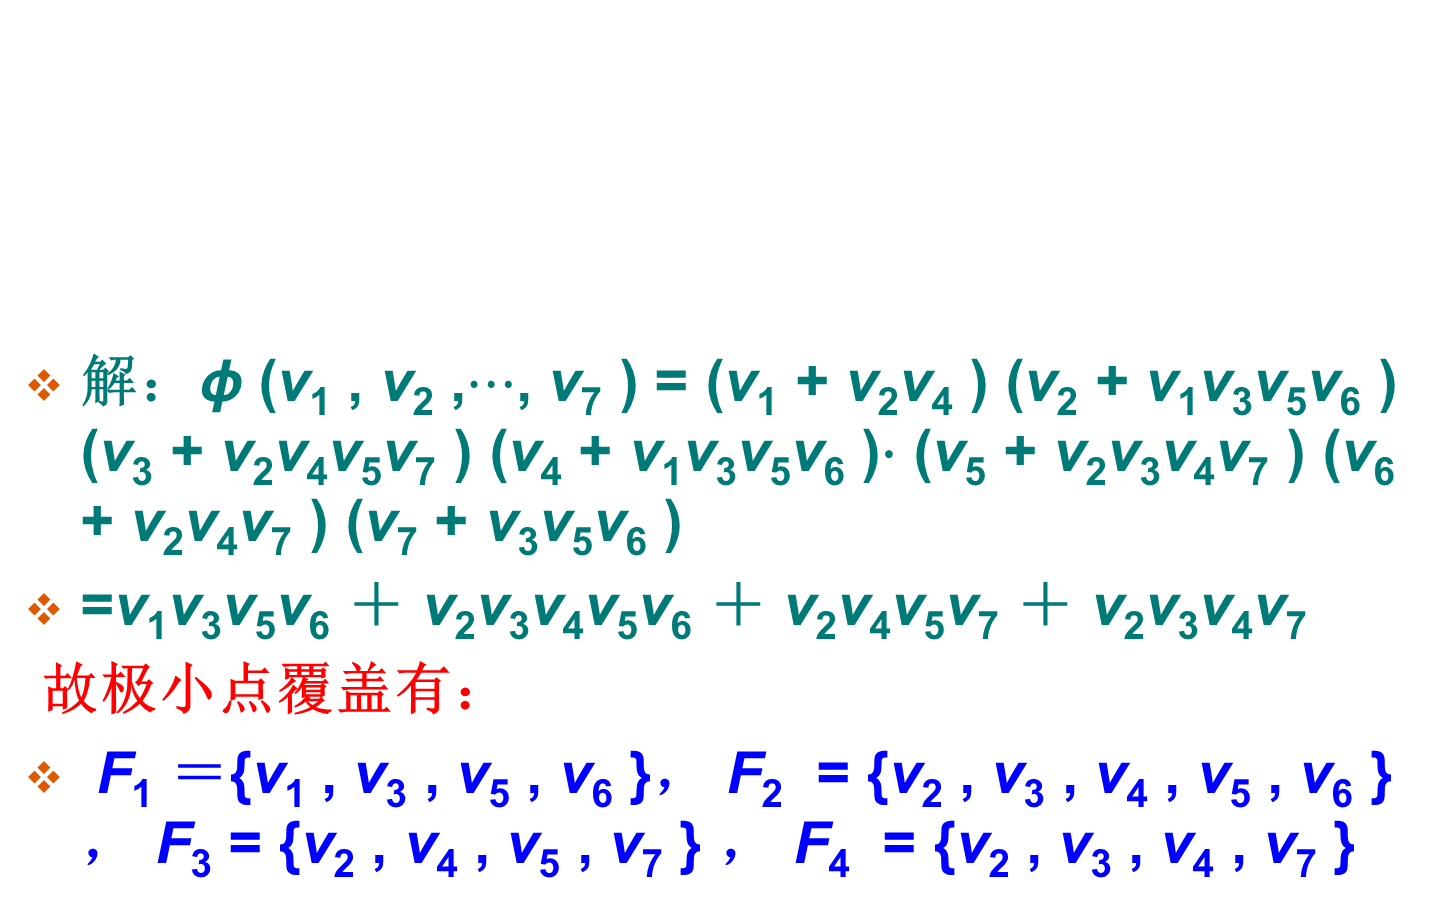 ❖ 解：ϕ (v₁ , v₂ ,⋯, v₇ ) = (v₁ + v₂v₄ ) (v₂ + v₁v₃v₅v₆ )
(v₃ + v₂v₄v₅v₇ ) (v₄ + v₁v₃v₅v₆ )· (v₅ + v₂v₃v₄v₇ ) (v₆
+ v₂v₄v₇ ) (v₇ + v₃v₅v₆ )
❖ =v₁v₃v₅v₆ ＋ v₂v₃v₄v₅v₆ ＋ v₂v₄v₅v₇ ＋ v₂v₃v₄v₇
故极小点覆盖有：
❖ F₁ ＝{v₁ , v₃ , v₅ , v₆ }， F₂ = {v₂ , v₃ , v₄ , v₅ , v₆ }
， F₃ = {v₂ , v₄ , v₅ , v₇ } ， F₄ = {v₂ , v₃ , v₄ , v₇ }